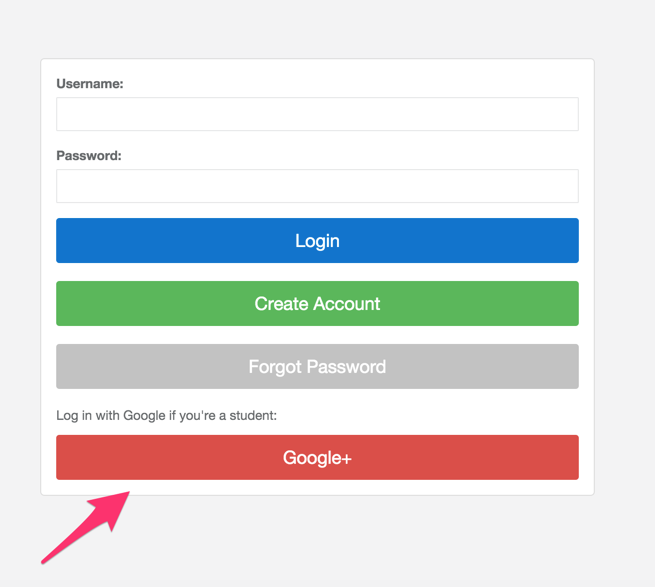 Username:
Password:
Login
Create Account
Forgot Password
Log in with Google if you're a student:
Google+